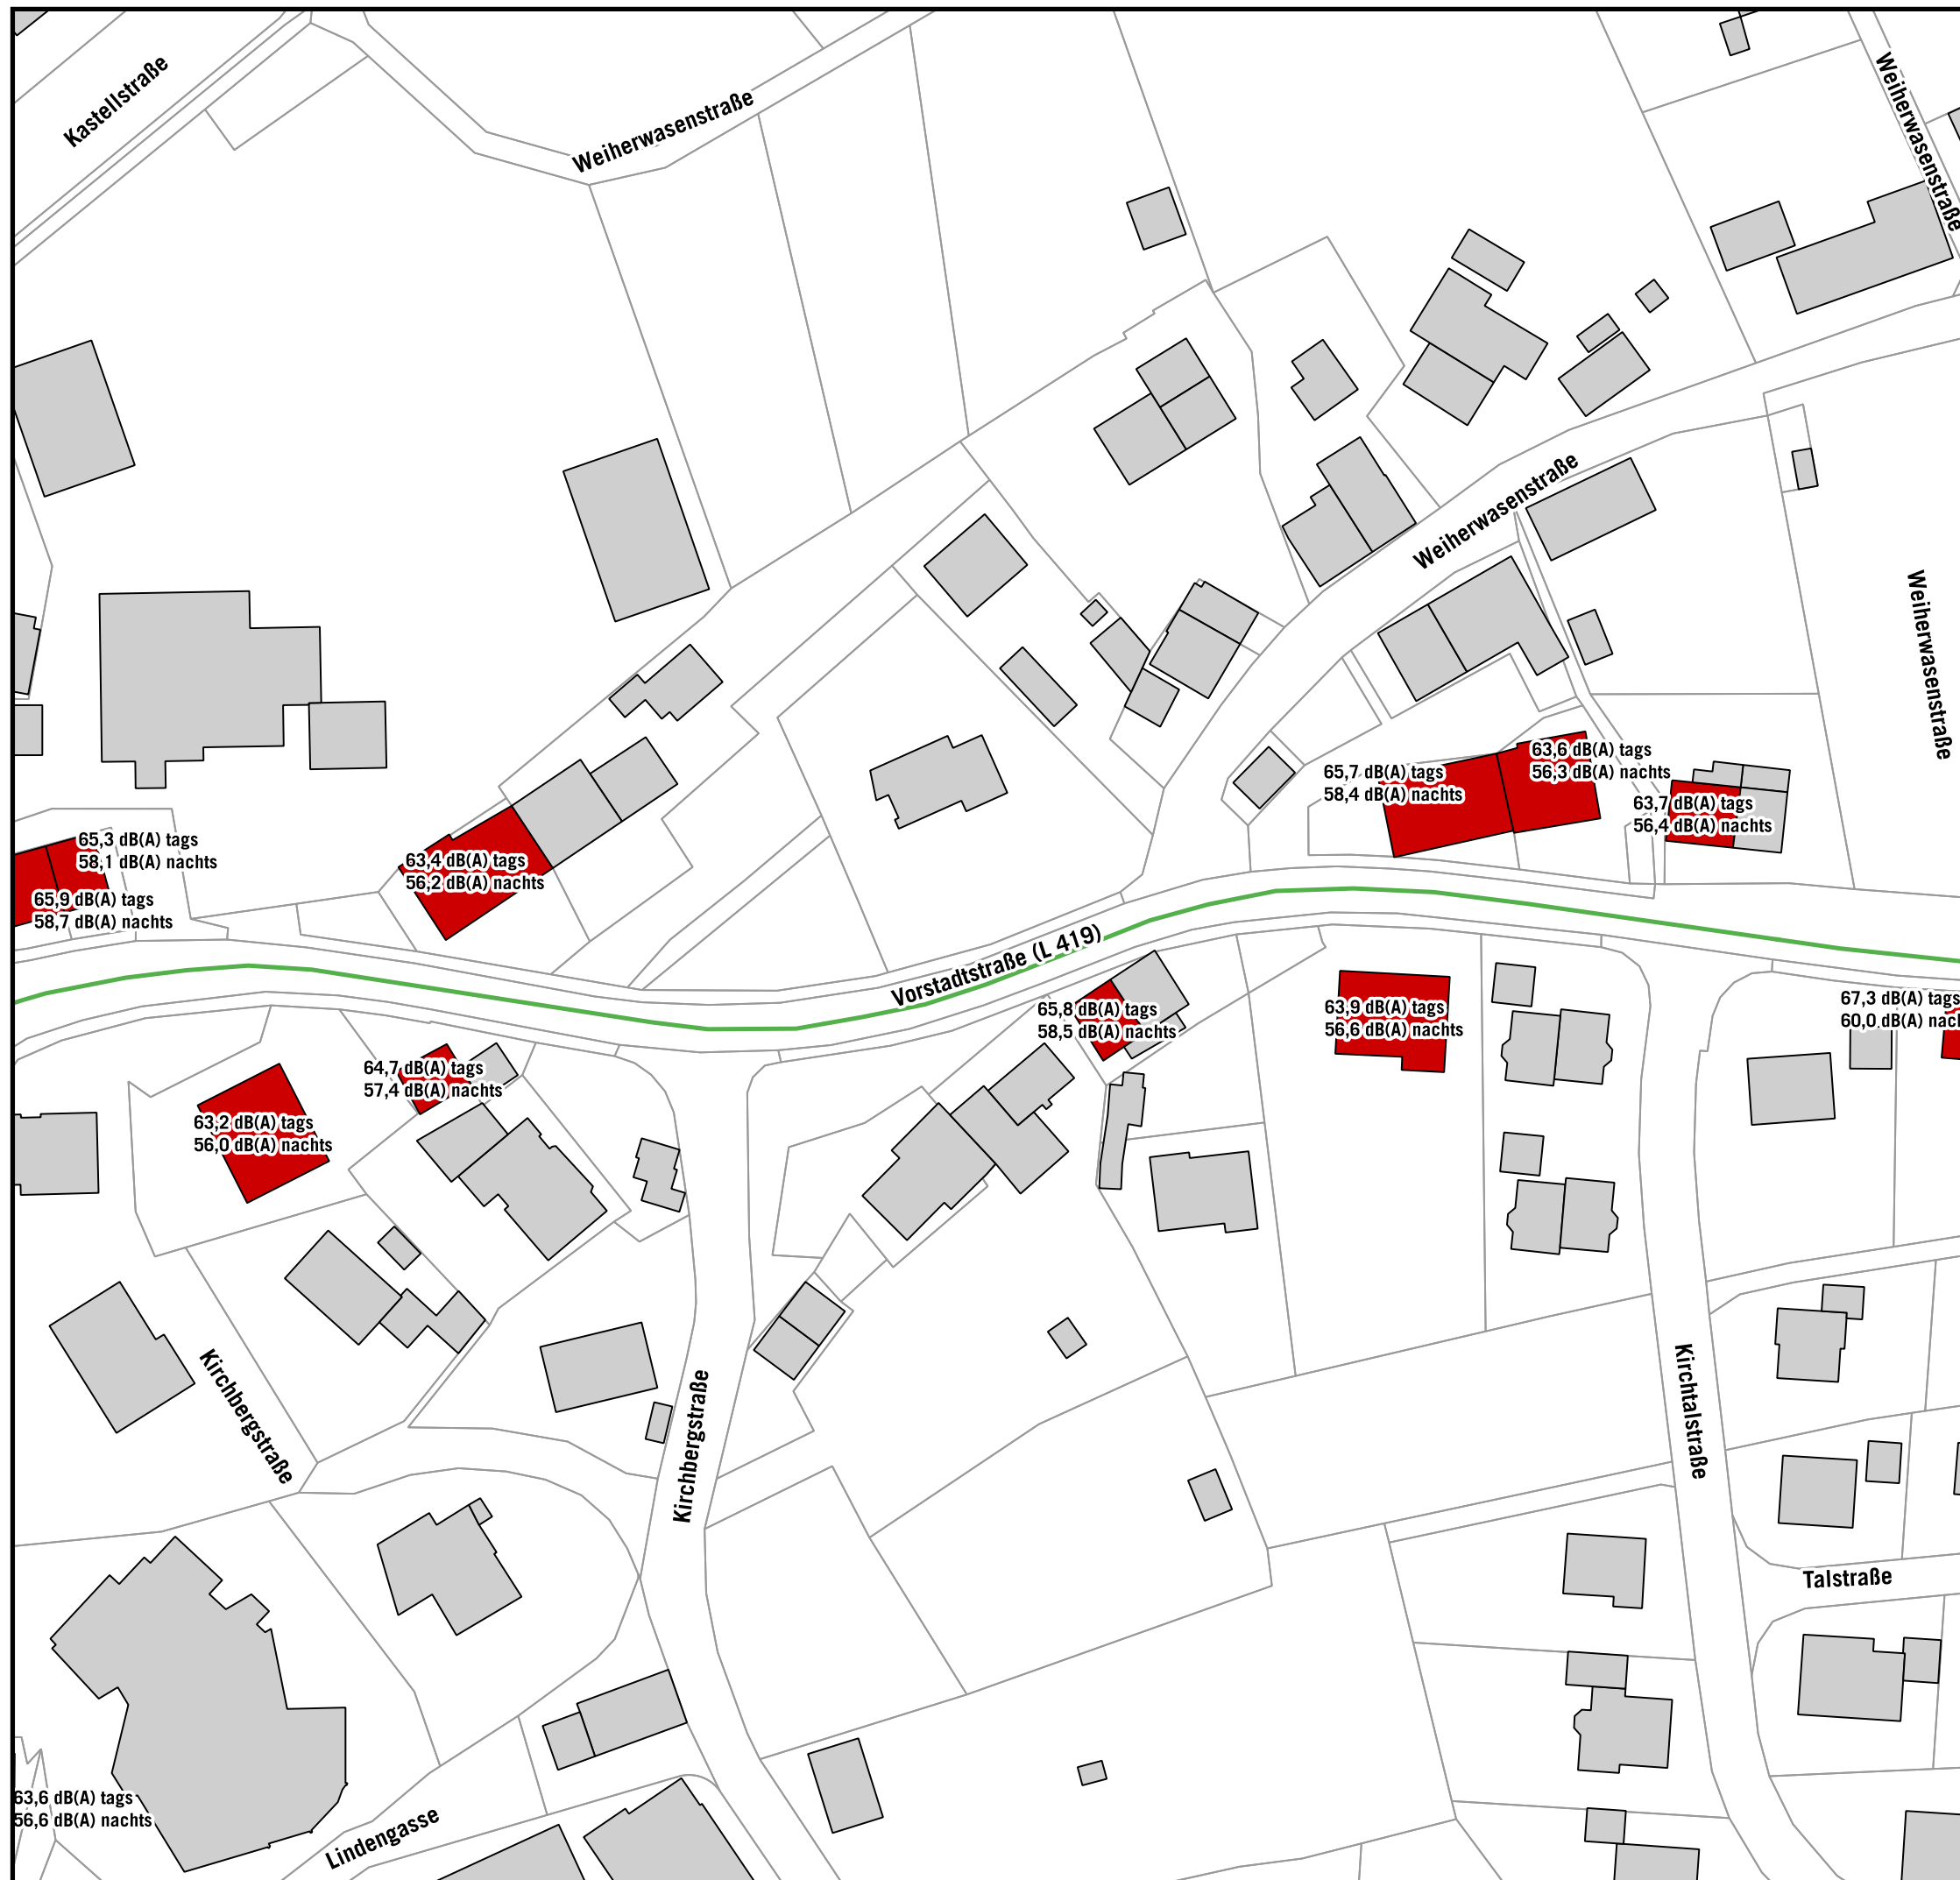 Kastellstraße
Weiherwasenstraße
Weiherwasenstraße
Weiherwasenstraße
Weiherwasenstraße
65,7 dB(A) tags
58,4 dB(A) nachts
63,6 dB(A) tags
56,3 dB(A) nachts
63,7 dB(A) tags
56,4 dB(A) nachts
65,3 dB(A) tags
58,1 dB(A) nachts
65,9 dB(A) tags
58,7 dB(A) nachts
63,4 dB(A) tags
56,2 dB(A) nachts
Vorstadtstraße (L 419)
65,8 dB(A) tags
58,5 dB(A) nachts
63,9 dB(A) tags
56,6 dB(A) nachts
67,3 dB(A) tags
60,0 dB(A) nach
64,7 dB(A) tags
57,4 dB(A) nachts
63,2 dB(A) tags
56,0 dB(A) nachts
Kirchbergstraße
Kirchbergstraße
Kirchtalstraße
Talstraße
63,6 dB(A) tags
56,6 dB(A) nachts
Lindengasse